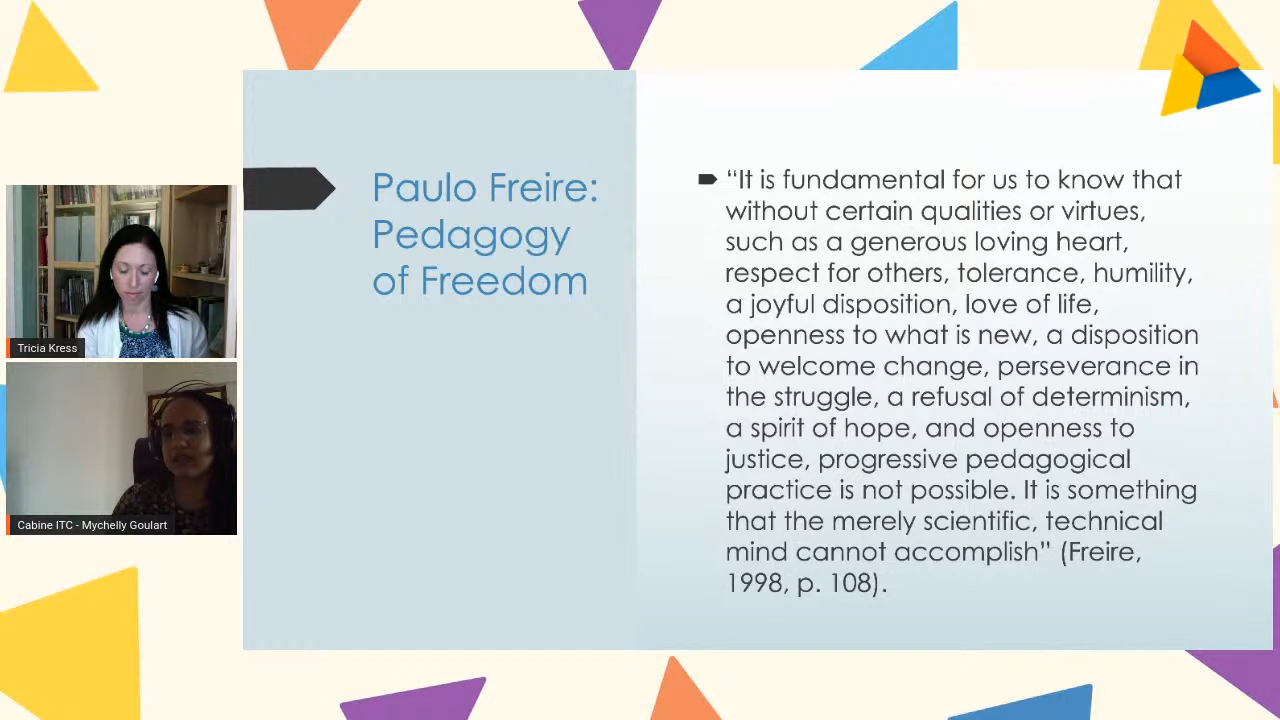 Paulo Freire:
Pedagogy
of Freedom
“It is fundamental for us to know that
without certain qualities or virtues,
such as a generous loving heart,
respect for others, tolerance, humility,
a joyful disposition, love of life,
openness to what is new, a disposition
to welcome change, perseverance in
the struggle, a refusal of determinism,
a spirit of hope, and openness to
justice, progressive pedagogical
practice is not possible. It is something
that the merely scientific, technical
mind cannot accomplish” (Freire,
1998, p. 108).
Tricia Kress
Cabine ITC - Mychelly Goulart